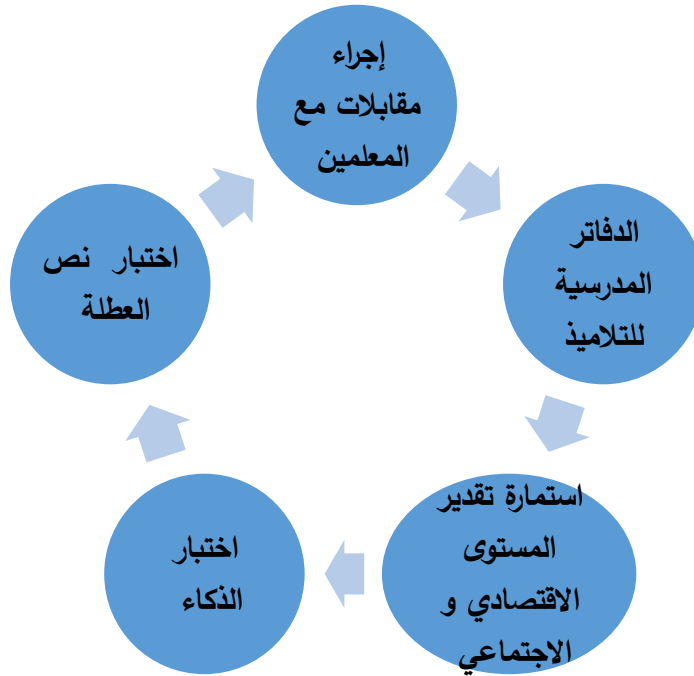 إجراء
مقابلات مع
المعلمين
الدفاتر
المدرسية
للتلاميذ
استمارة تقدير
المستوى
الاقتصادي و
الاجتماعي
اختبار
الذكاء
اختبار نص
العطلة